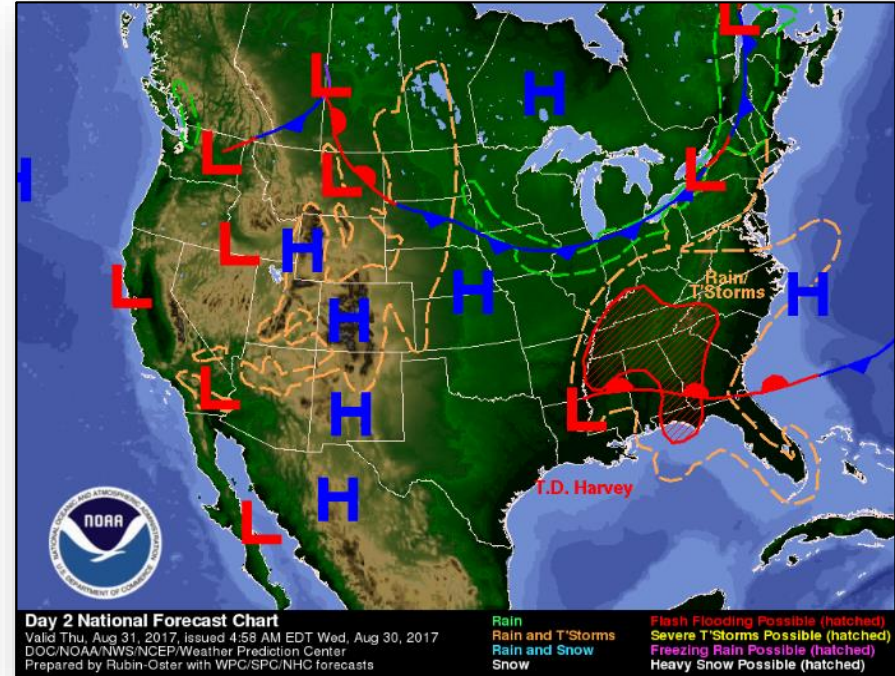 L
L
H
L
L
L
H
L
H
Rain/
T'Storms
L
H
H
H
L
H
L
T.D. Harvey
H
L
NATIONAL OCEANIC AND ATMOSPHERIC ADMINISTRATION
NOAA
U.S. DEPARTMENT OF COMMERCE
Day 2 National Forecast Chart
Valid Thu, Aug 31, 2017, issued 4:58 AM EDT Wed, Aug 30, 2017
DOC/NOAA/NWS/NCEP/Weather Prediction Center
Prepared by Rubin-Oster with WPC/SPC/NHC forecasts
Rain
Rain and T'Storms
Rain and Snow
Snow
Flash Flooding Possible (hatched)
Severe T'Storms Possible (hatched)
Freezing Rain Possible (hatched)
Heavy Snow Possible (hatched)